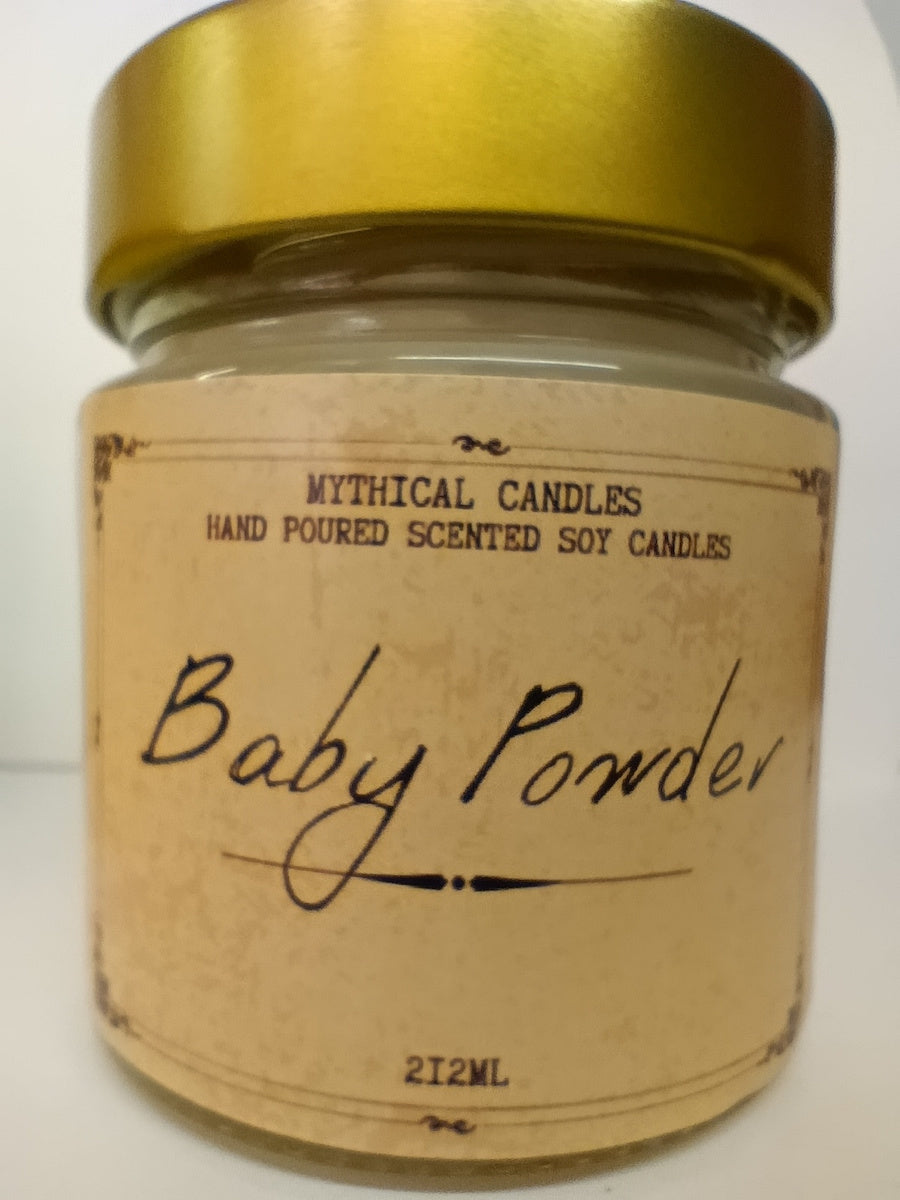 MYTHICAL CANDLES
HAND POURED SCENTED SOY CANDLES
Baby Powder
212ML